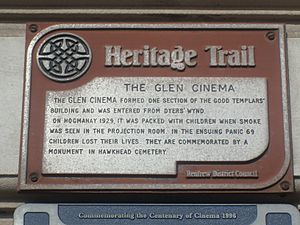 Heritage Trail
THE GLEN CINEMA
THE GLEN CINEMA FORMED ONE SECTION OF THE GOOD TEMPLARS'
BUILDING AND WAS ENTERED FROM DYERS' WYND.
ON HOGMANAY 1929, IT WAS PACKED WITH CHILDREN WHEN SMOKE
WAS SEEN IN THE PROJECTION ROOM. IN THE ENSUING PANIC 69
CHILDREN LOST THEIR LIVES. THEY ARE COMMEMORATED BY A
MONUMENT IN HAWKHEAD CEMETERY.
Renfrew District Council
Commemorating the Centenary of Cinema 1996